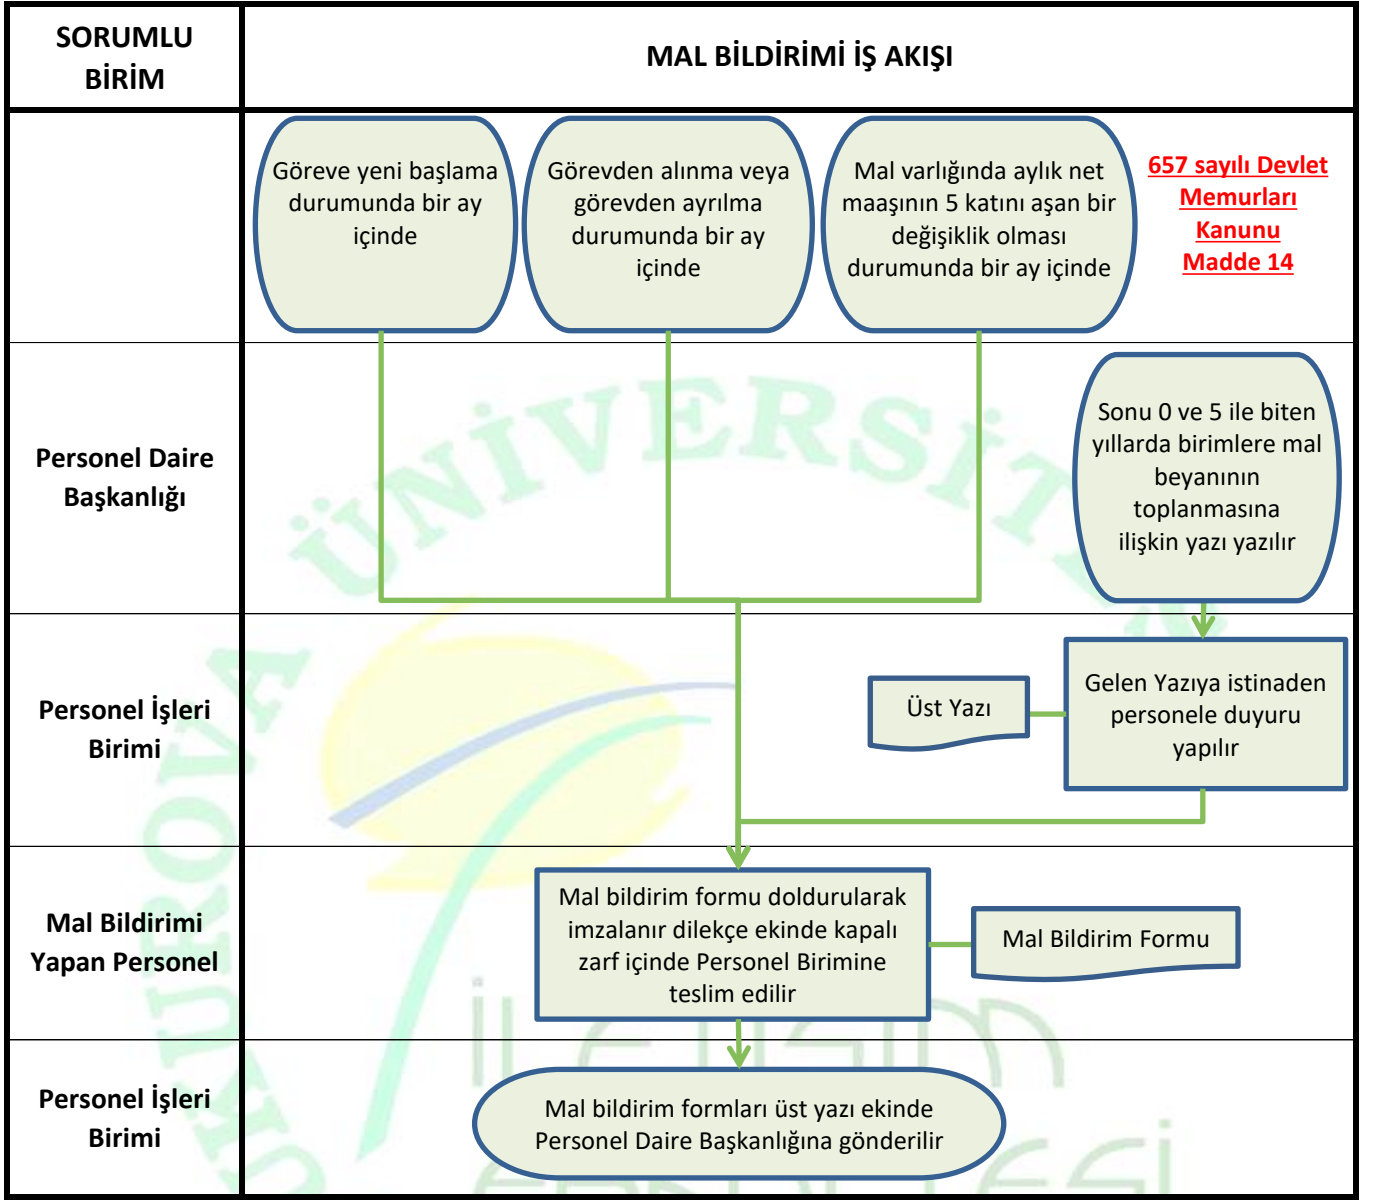 SORUMLU
BİRİM
MAL BİLDİRİMİ İŞ AKIŞI
Göreve yeni başlama
durumunda bir ay
içinde
Görevden alınma veya
görevden ayrılma
durumunda bir ay
içinde
Mal varlığında aylık net
maaşının 5 katını aşan bir
değişiklik olması
durumunda bir ay içinde
657 sayılı Devlet
Memurları
Kanunu
Madde 14
Personel Daire
Başkanlığı
Sonu 0 ve 5 ile biten
yıllarda birimlere mal
beyanının
toplanmasına
ilişkin yazı yazılır
Personel İşleri
Birimi
Üst Yazı
Gelen Yazıya istinaden
personele duyuru
yapılır
Mal Bildirimi
Yapan Personel
Mal bildirim formu doldurularak
imzalanır dilekçe ekinde kapalı
zarf içinde Personel Birimine
teslim edilir
Mal Bildirim Formu
Personel İşleri
Birimi
Mal bildirim formları üst yazı ekinde
Personel Daire Başkanlığına gönderilir